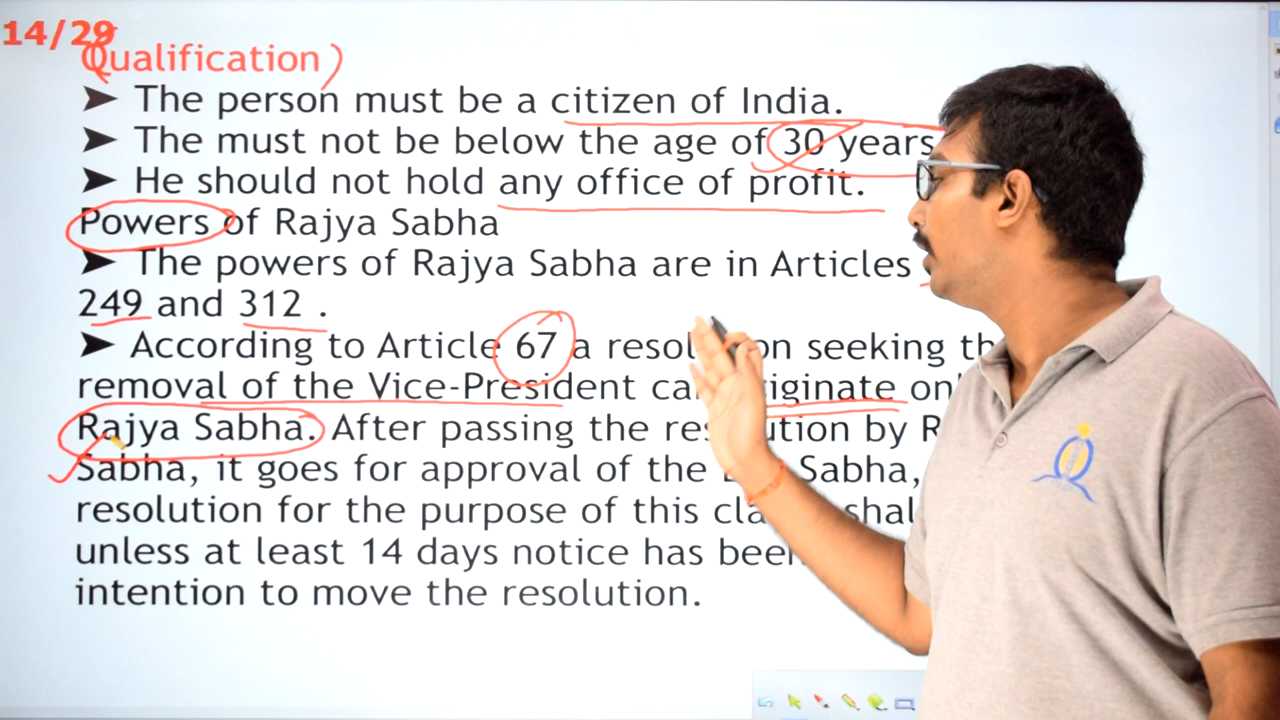 14/29
Qualification
➤ The person must be a citizen of India.
➤ The must not be below the age of 30 years
➤ He should not hold any office of profit.
Powers of Rajya Sabha
➤ The powers of Rajya Sabha are in Articles
249 and 312 .
➤ According to Article 67 a resol on seeking th
removal of the Vice-President ca iginate on
Rajya Sabha. After passing the res ution by R
Sabha, it goes for approval of the Sabha,
resolution for the purpose of this cla shal
unless at least 14 days notice has been
intention to move the resolution.